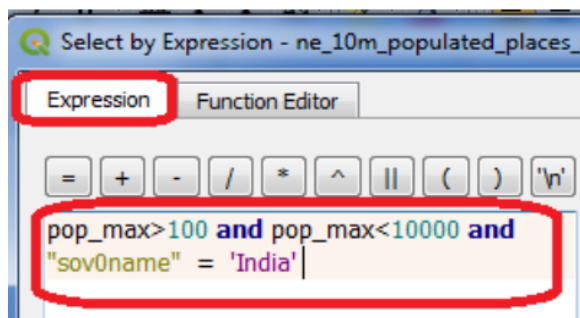 Select by Expression - ne_10m_populated_places_
Expression Function Editor
= + - / * ^ || ( ) '\n'
pop_max>100 and pop_max<10000 and
"sov0name" = 'India'